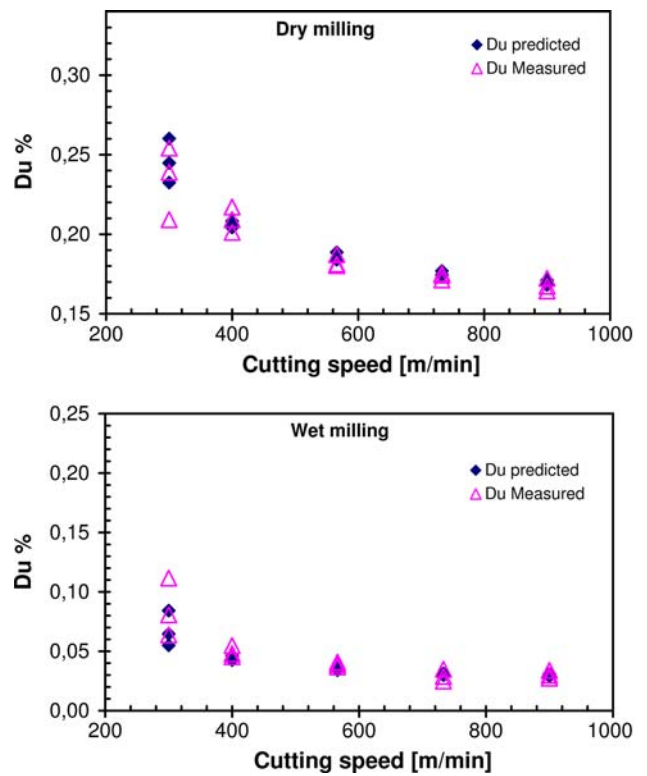 Dry milling
Du predicted
Du Measured
0,30
0,25
0,20
0,15
Du %
200 400 600 800 1000
Cutting speed [m/min]
Wet milling
Du predicted
Du Measured
0,25
0,20
0,15
0,10
0,05
0,00
Du %
200 400 600 800 1000
Cutting speed [m/min]